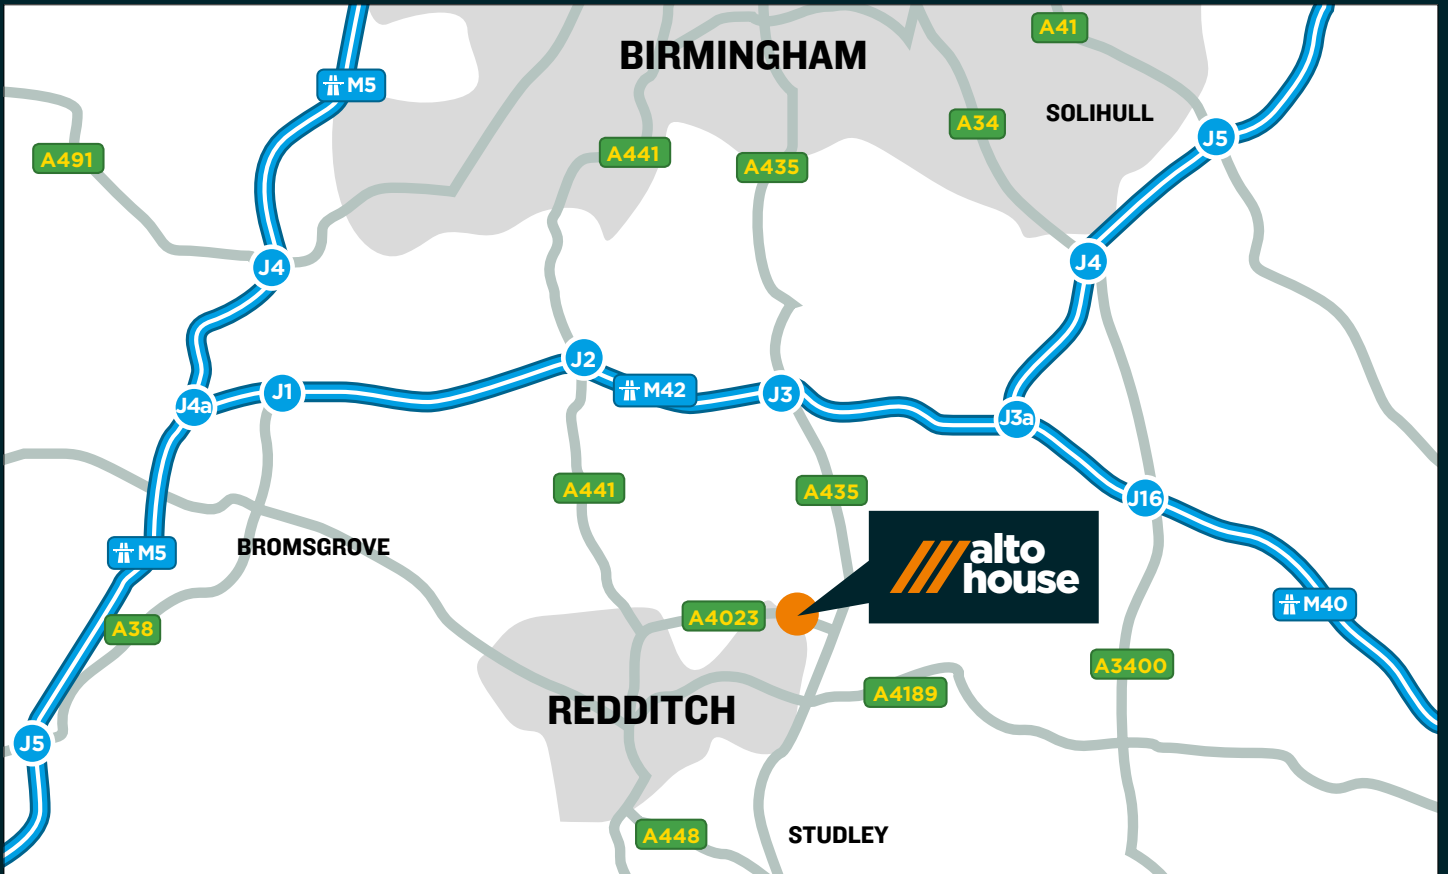 A41
BIRMINGHAM
M5
SOLIHULL
A34
J5
A441
A491
A435
J4
J4
J2
M42
J1
J3
J4a
J3a
A441
A435
J16
BROMSGROVE
M5
alto
house
M40
A4023
A38
A3400
A4189
REDDITCH
J5
A448
STUDLEY